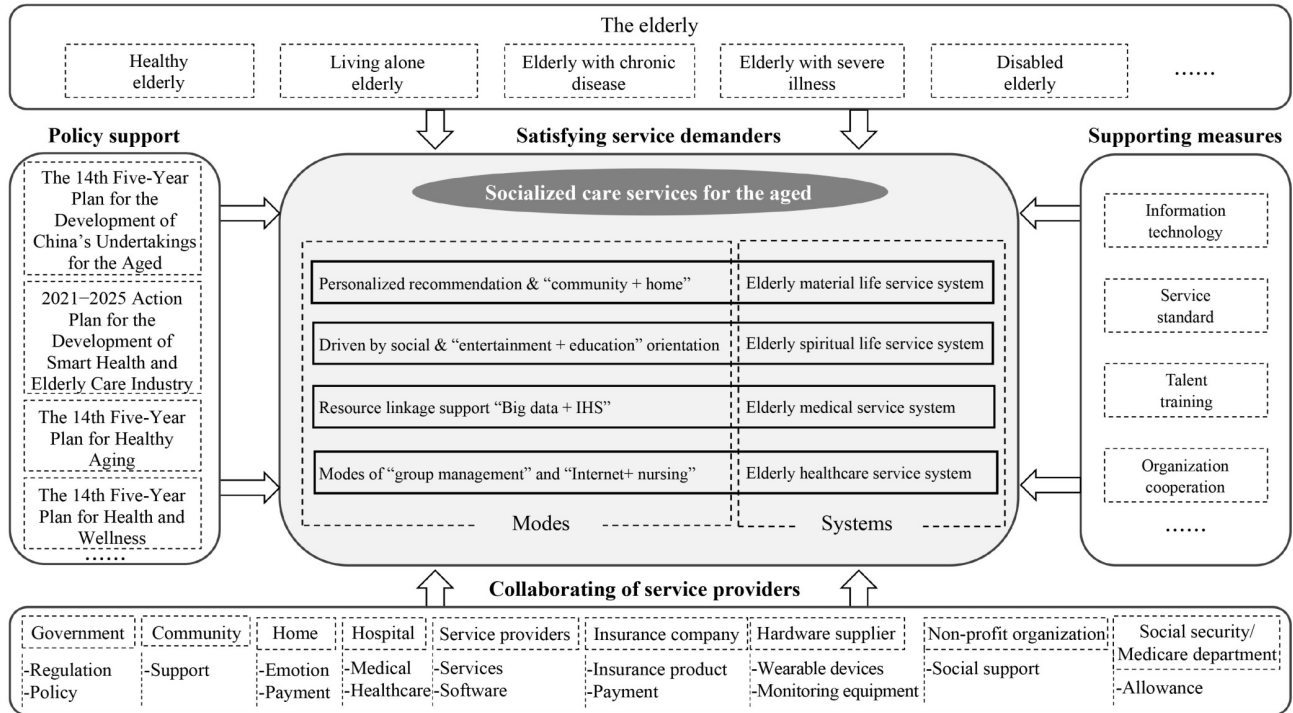 The elderly
Healthy
elderly
Living alone
elderly
Elderly with chronic
disease
Elderly with severe
illness
Disabled
elderly
......
Policy support
Satisfying service demanders
Supporting measures
The 14th Five-Year
Plan for the
Development of
China’s Undertakings
for the Aged
2021−2025 Action
Plan for the
Development of
Smart Health and
Elderly Care Industry
The 14th Five-Year
Plan for Healthy
Aging
The 14th Five-Year
Plan for Health and
Wellness
......
Socialized care services for the aged
Personalized recommendation & “community + home”
Elderly material life service system
Driven by social & “entertainment + education” orientation
Elderly spiritual life service system
Resource linkage support “Big data + IHS”
Elderly medical service system
Modes of “group management” and “Internet+ nursing”
Elderly healthcare service system
Modes
Systems
Information
technology
Service
standard
Talent
training
Organization
cooperation
......
Collaborating of service providers
Government
-Regulation
-Policy
Community
-Support
Home
-Emotion
-Payment
Hospital
-Medical
-Healthcare
Service providers
-Services
-Software
Insurance company
-Insurance product
-Payment
Hardware supplier
-Wearable devices
-Monitoring equipment
Non-profit organization
-Social support
Social security/
Medicare department
-Allowance